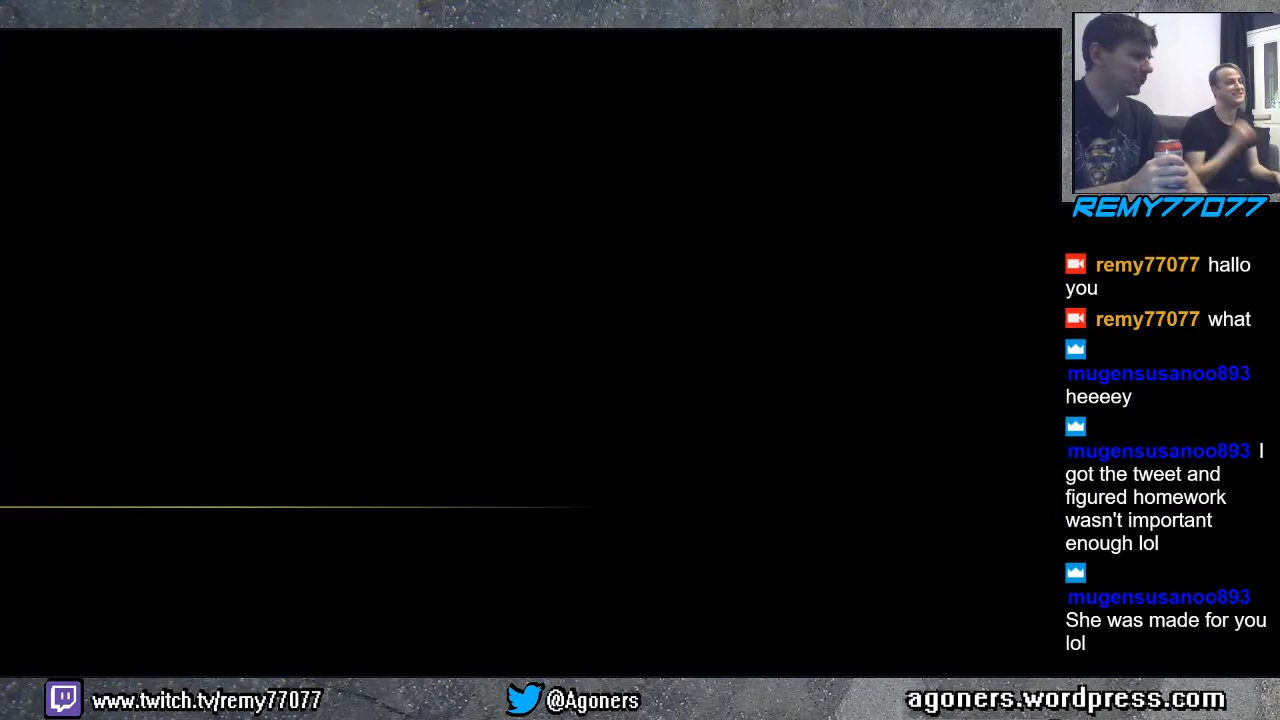 REMY77077
remy77077 hallo
you
remy77077 what
mugensusanoo893
heeeey
mugensusanoo893 I
got the tweet and
figured homework
wasn't important
enough lol
mugensusanoo893
She was made for you
lol
www.twitch.tv/remy77077 @Agoners agoners.wordpress.com